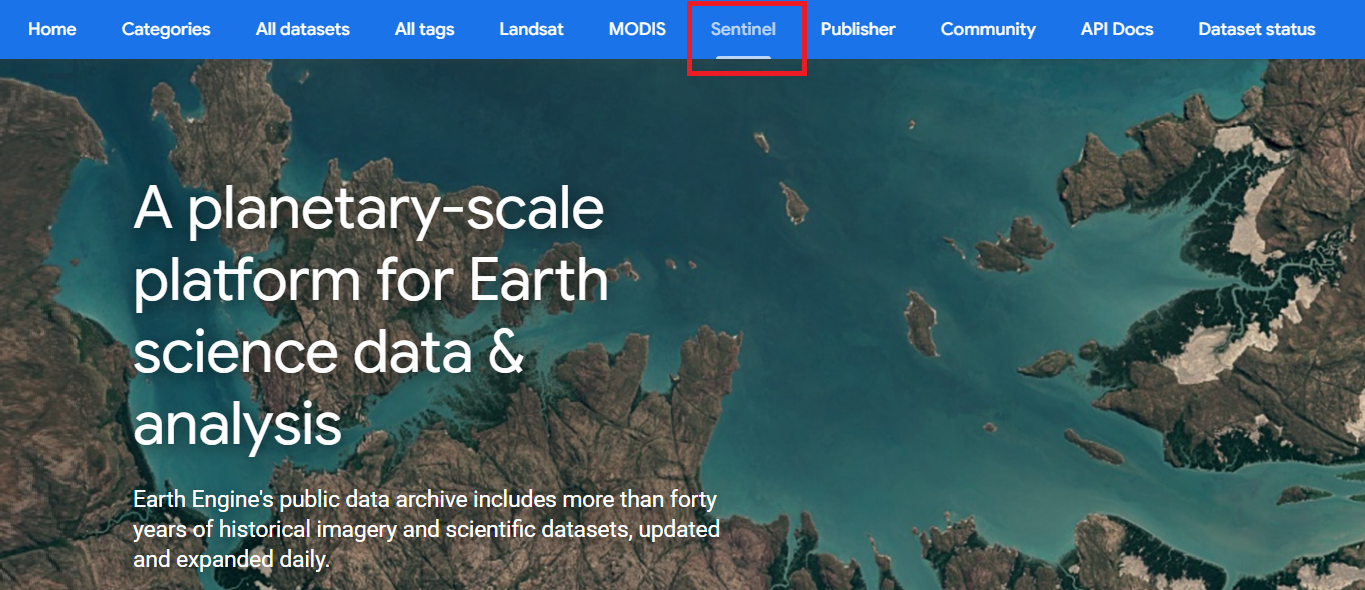 Home Categories All datasets All tags Landsat MODIS Sentinel Publisher Community API Docs Dataset status
A planetary-scale
platform for Earth
science data &
analysis
Earth Engine's public data archive includes more than forty
years of historical imagery and scientific datasets, updated
and expanded daily.